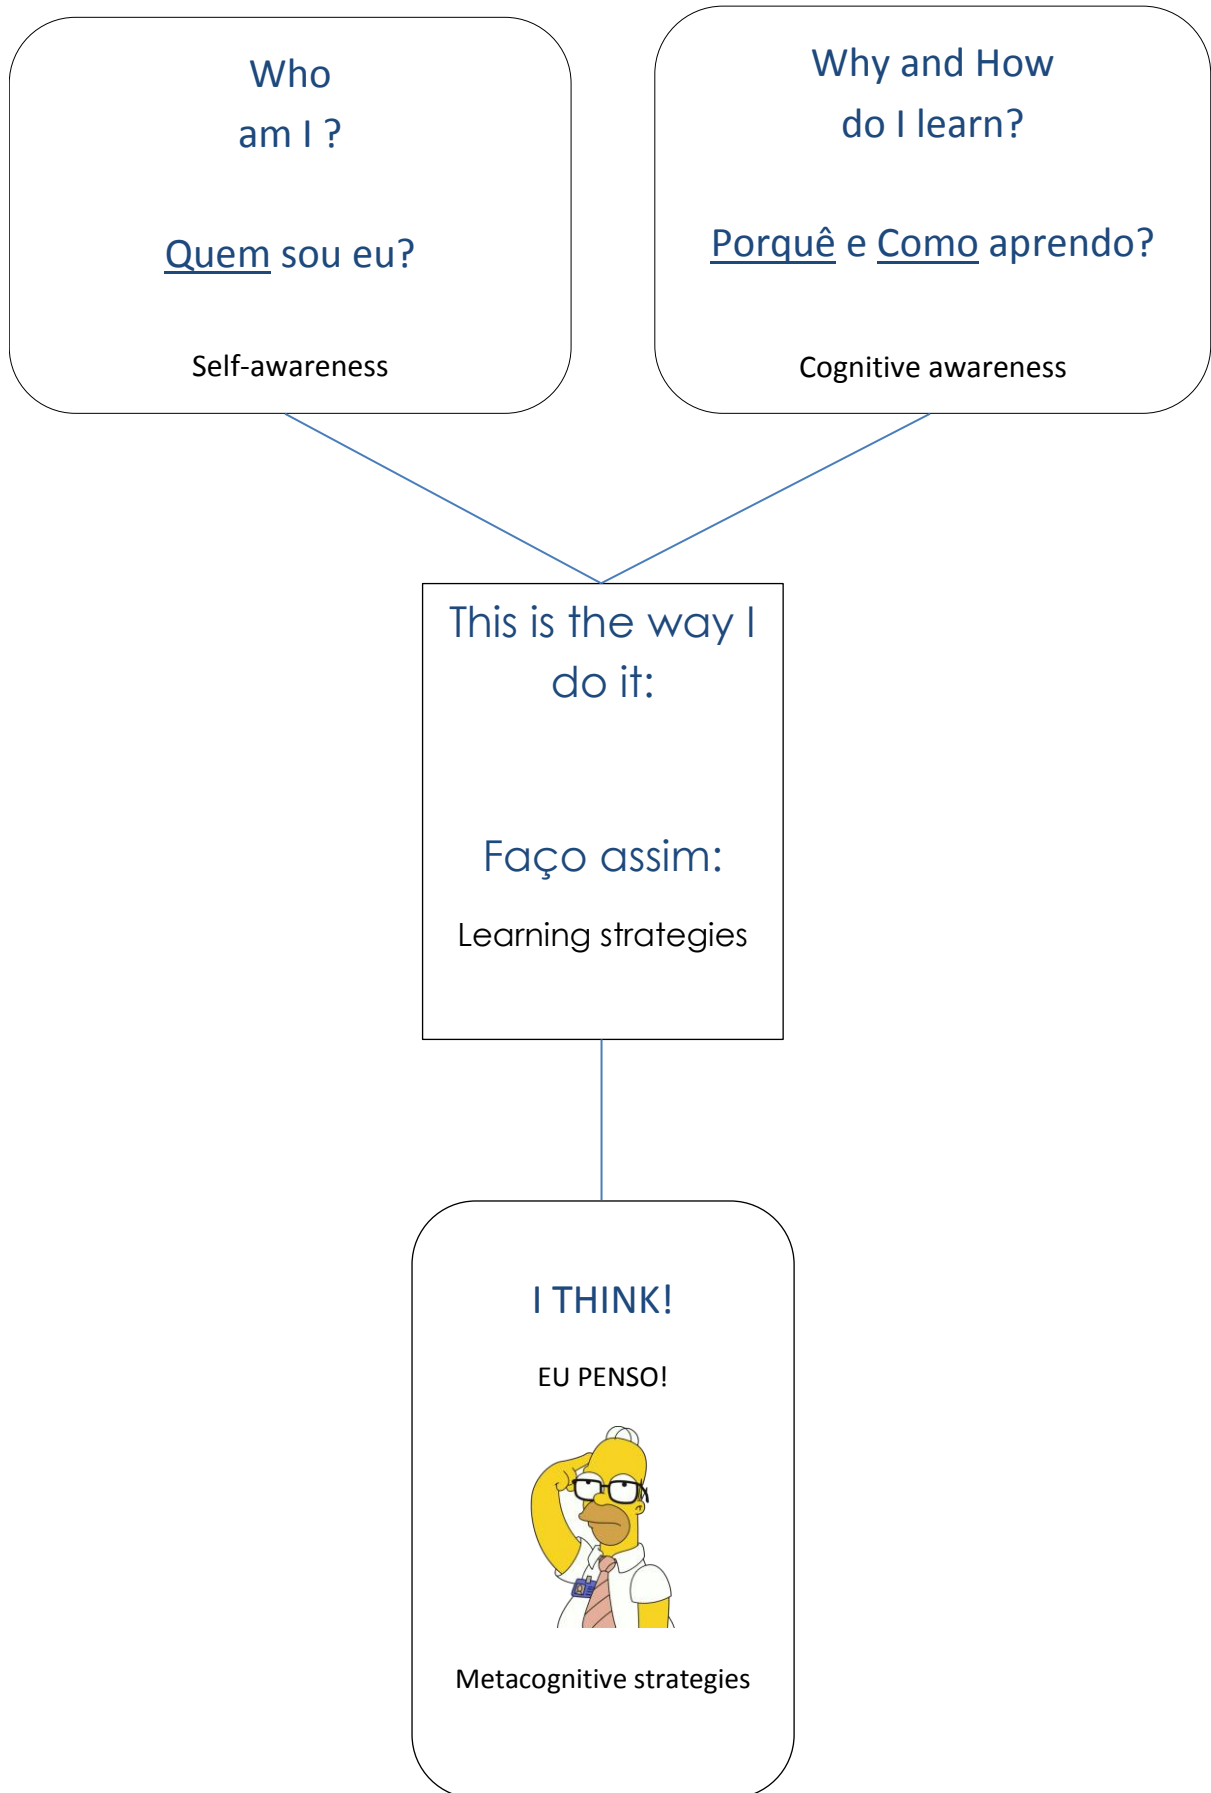 Who
am I ?
Quem sou eu?
Self-awareness
Why and How
do I learn?
Porquê e Como aprendo?
Cognitive awareness
This is the way I
do it:
Faço assim:
Learning strategies
I THINK!
EU PENSO!
Metacognitive strategies